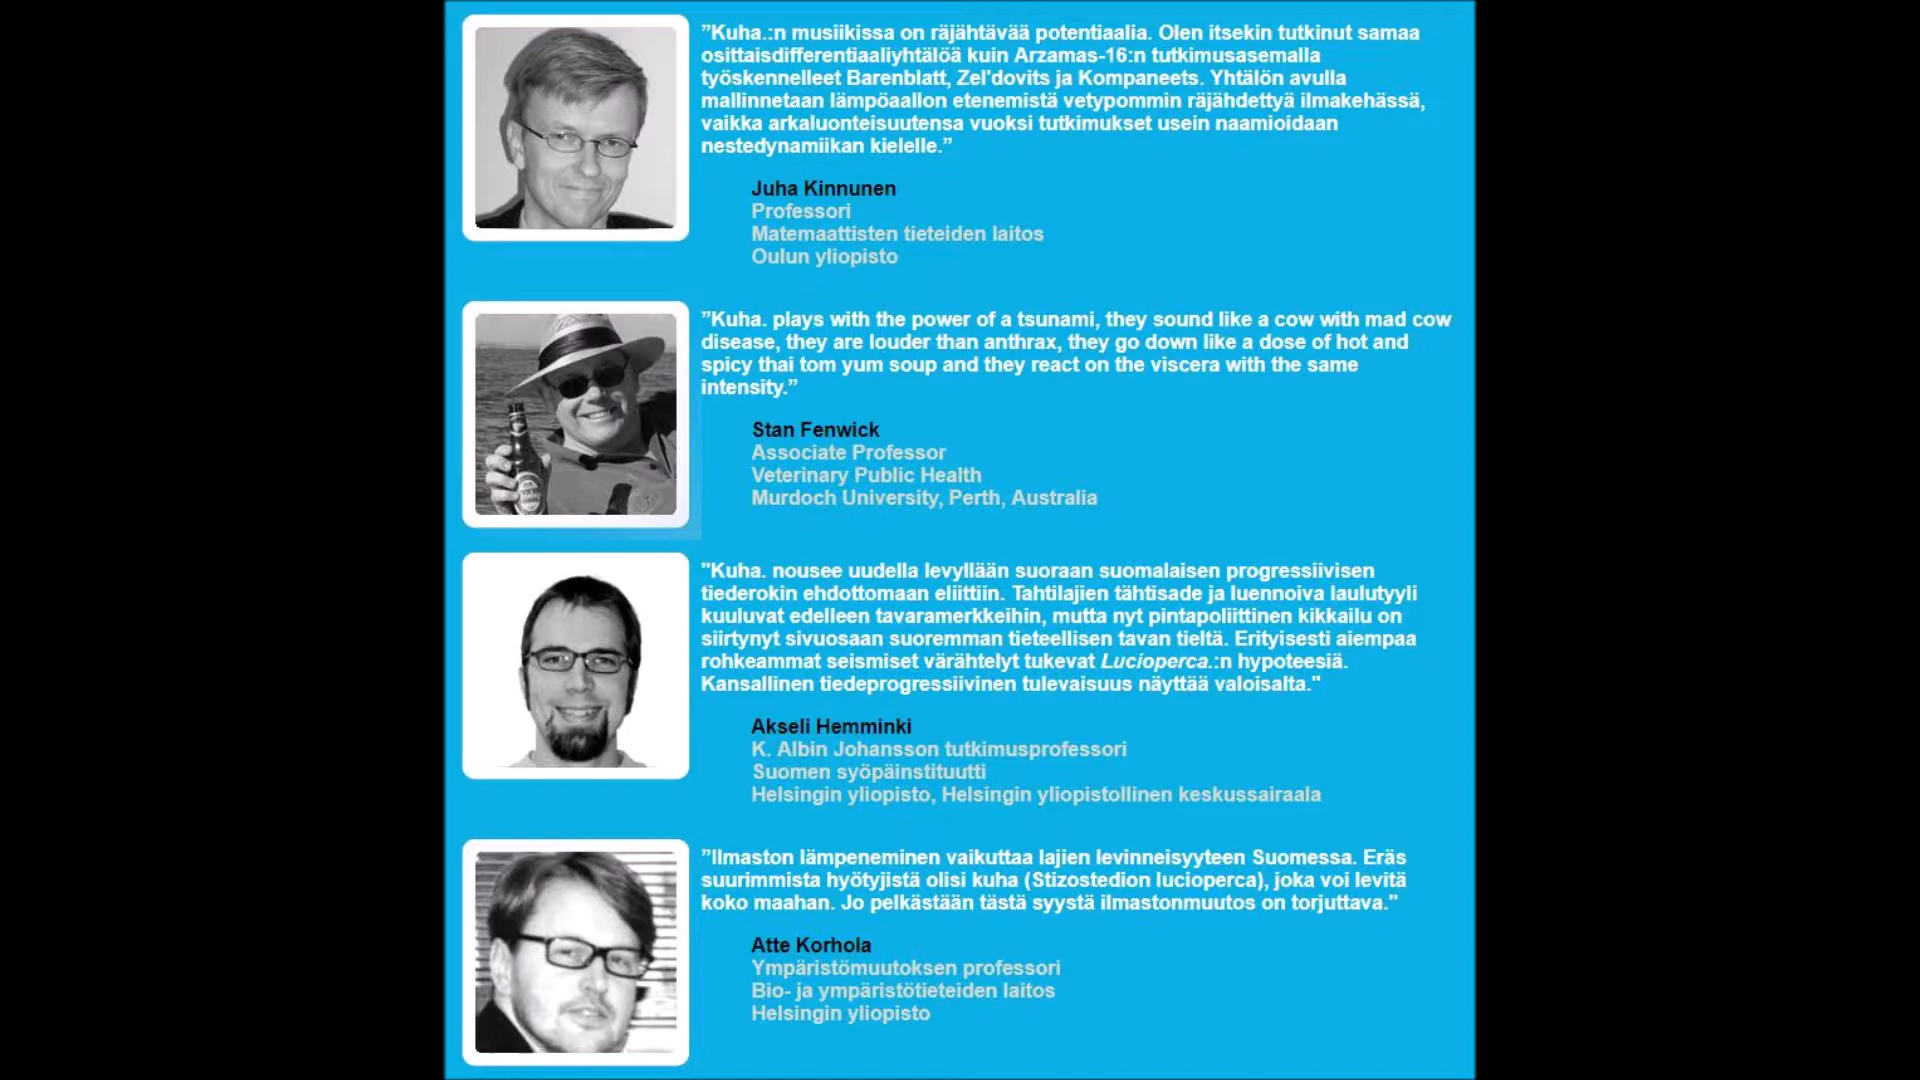 ”Kuha.:n musiikissa on räjähtävää potentiaalia. Olen itsekin tutkinut samaa
osittaisdifferentiaaliyhtälöä kuin Arzamas-16:n tutkimusasemalla
työskennelleet Barenblatt, Zel'dovits ja Kompaneets. Yhtälön avulla
mallinnetaan lämpöaallon etenemistä vetypommin räjähdettyä ilmakehässä,
vaikka arkaluonteisuutensa vuoksi tutkimukset usein naamioidaan
nestedynamiikan kielelle.”
Juha Kinnunen
Professori
Matemaattisten tieteiden laitos
Oulun yliopisto
”Kuha. plays with the power of a tsunami, they sound like a cow with mad cow
disease, they are louder than anthrax, they go down like a dose of hot and
spicy thai tom yum soup and they react on the viscera with the same
intensity.”
Stan Fenwick
Associate Professor
Veterinary Public Health
Murdoch University, Perth, Australia
"Kuha. nousee uudella levyllään suoraan suomalaisen progressiivisen
tiederokin ehdottomaan eliittiin. Tahtilajien tähtisade ja luennoiva laulutyyli
kuuluvat edelleen tavaramerkkeihin, mutta nyt pintapoliittinen kikkailu on
siirtynyt sivuosaan suoremman tieteellisen tavan tieltä. Erityisesti aiempaa
rohkeammat seismiset värähtelyt tukevat Lucioperca.:n hypoteesiä.
Kansallinen tiedeprogressiivinen tulevaisuus näyttää valoisalta."
Akseli Hemminki
K. Albin Johansson tutkimusprofessori
Suomen syöpäinstituutti
Helsingin yliopisto, Helsingin yliopistollinen keskussairaala
”Ilmaston lämpeneminen vaikuttaa lajien levinneisyyteen Suomessa. Eräs
suurimmista hyötyjistä olisi kuha (Stizostedion lucioperca), joka voi levitä
koko maahan. Jo pelkästään tästä syystä ilmastonmuutos on torjuttava."
Atte Korhola
Ympäristömuutoksen professori
Bio- ja ympäristötieteiden laitos
Helsingin yliopisto